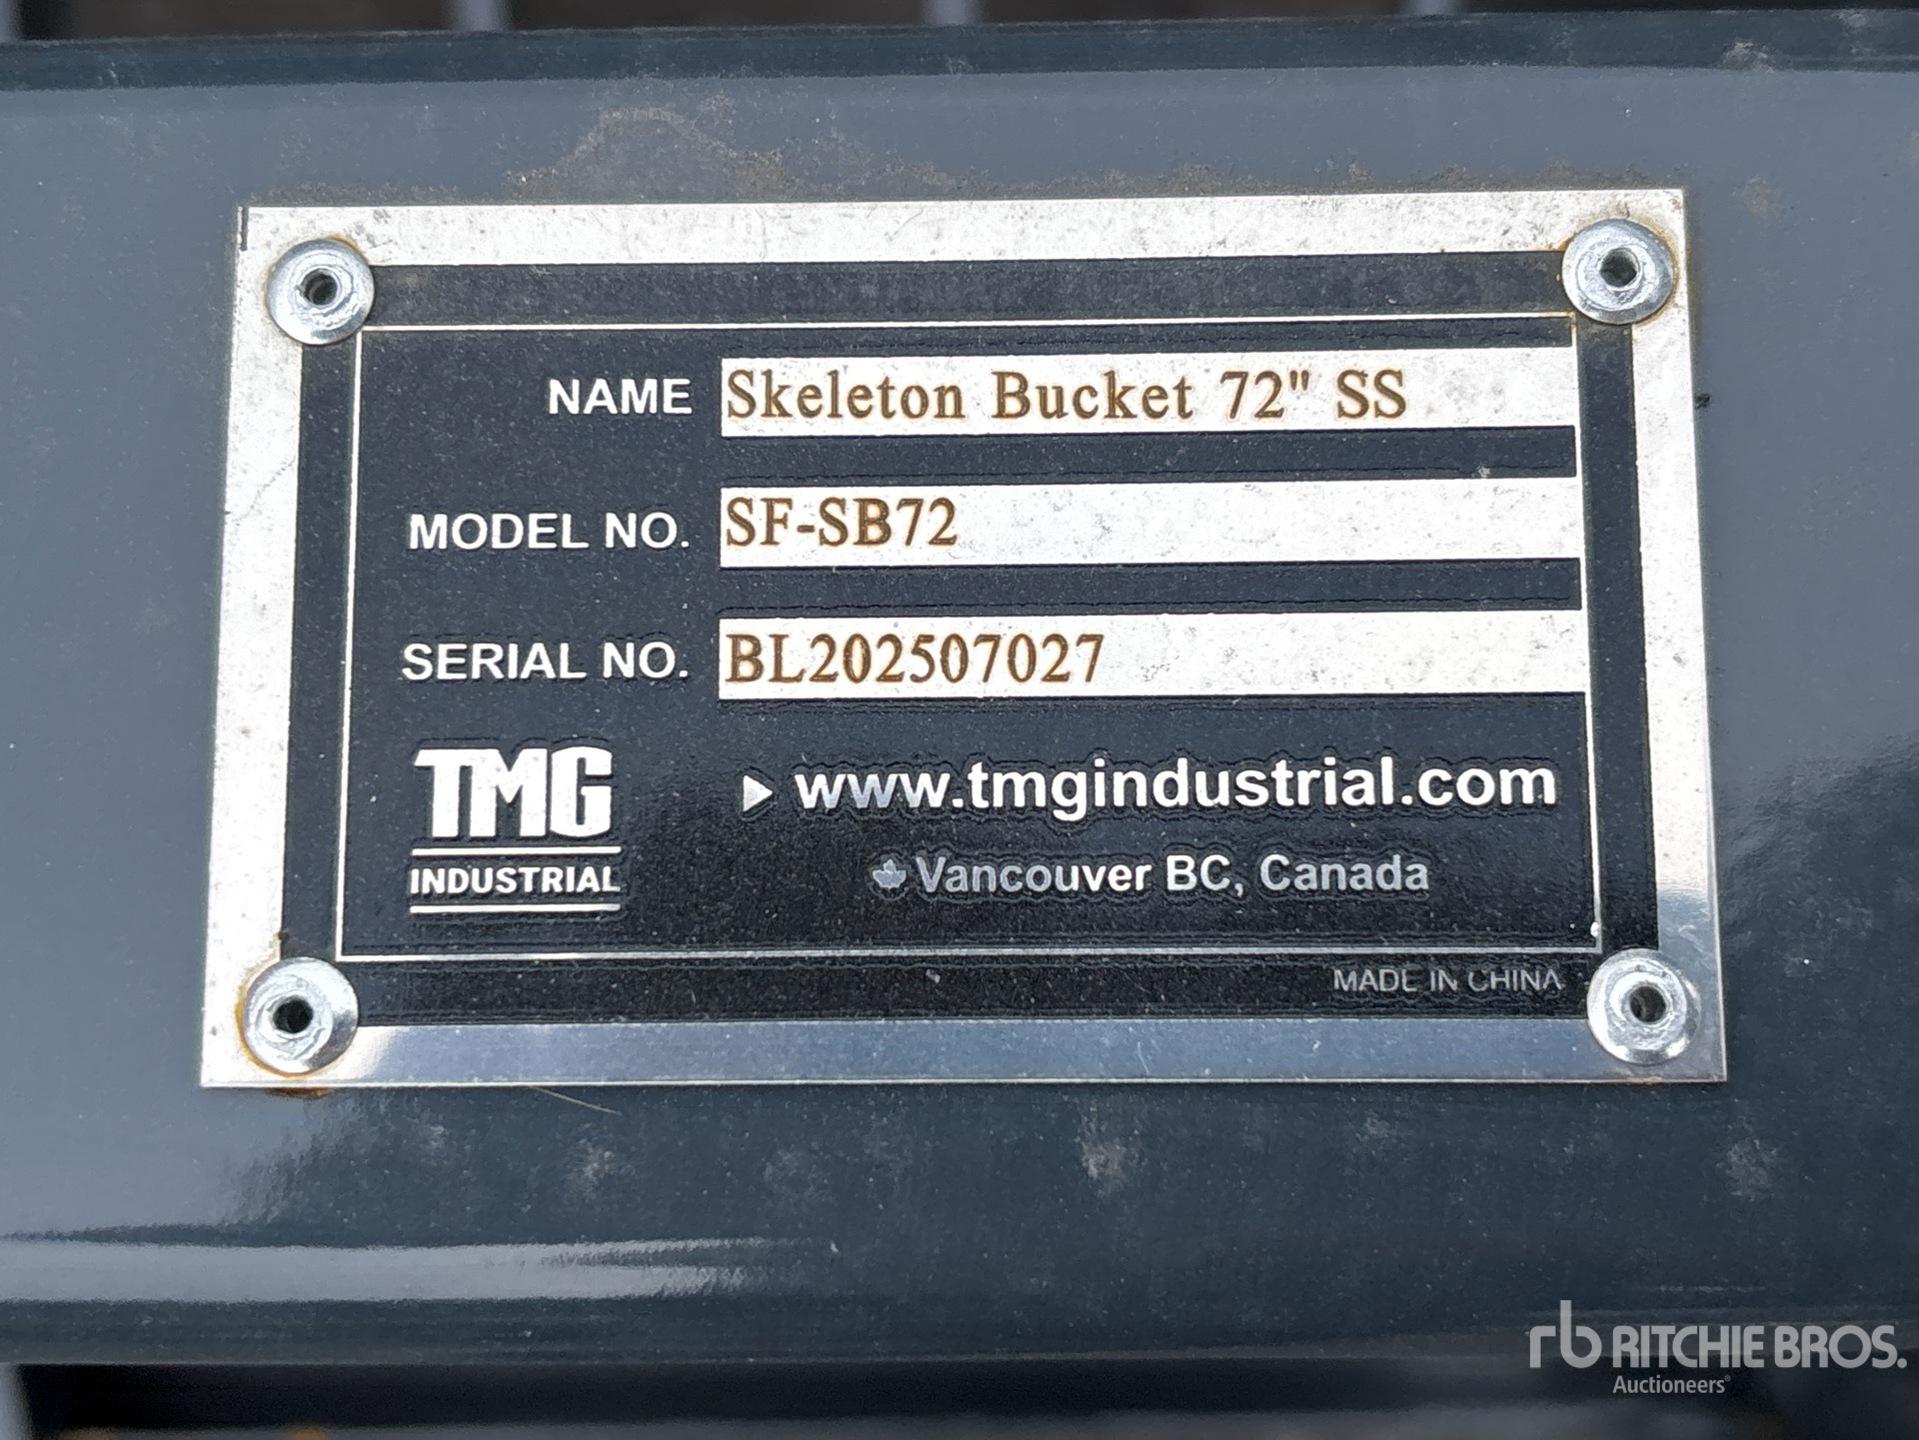 NAME Skeleton Bucket 72" SS
MODEL NO. SF-SB72
SERIAL NO. BL202507027
TMG
INDUSTRIAL
www.tmgindustrial.com
Vancouver BC, Canada
MADE IN CHINA
rb RITCHIE BROS.
Auctioneers